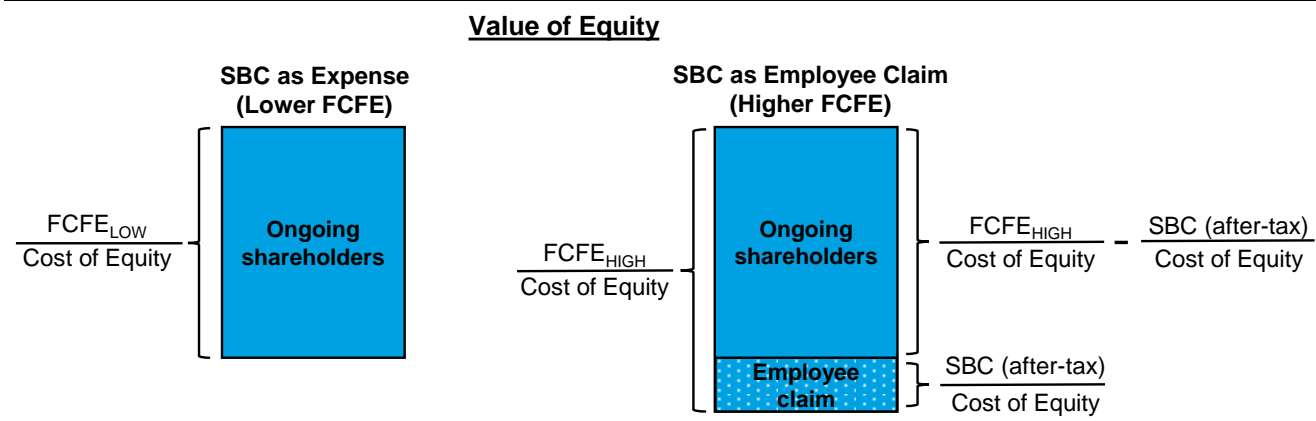 Value of Equity
SBC as Expense
(Lower FCFE)
FCFE_LOW
Cost of Equity
Ongoing
shareholders
SBC as Employee Claim
(Higher FCFE)
FCFE_HIGH
Cost of Equity
Ongoing
shareholders
Employee
claim
FCFE_HIGH
Cost of Equity
–
SBC (after-tax)
Cost of Equity
SBC (after-tax)
Cost of Equity